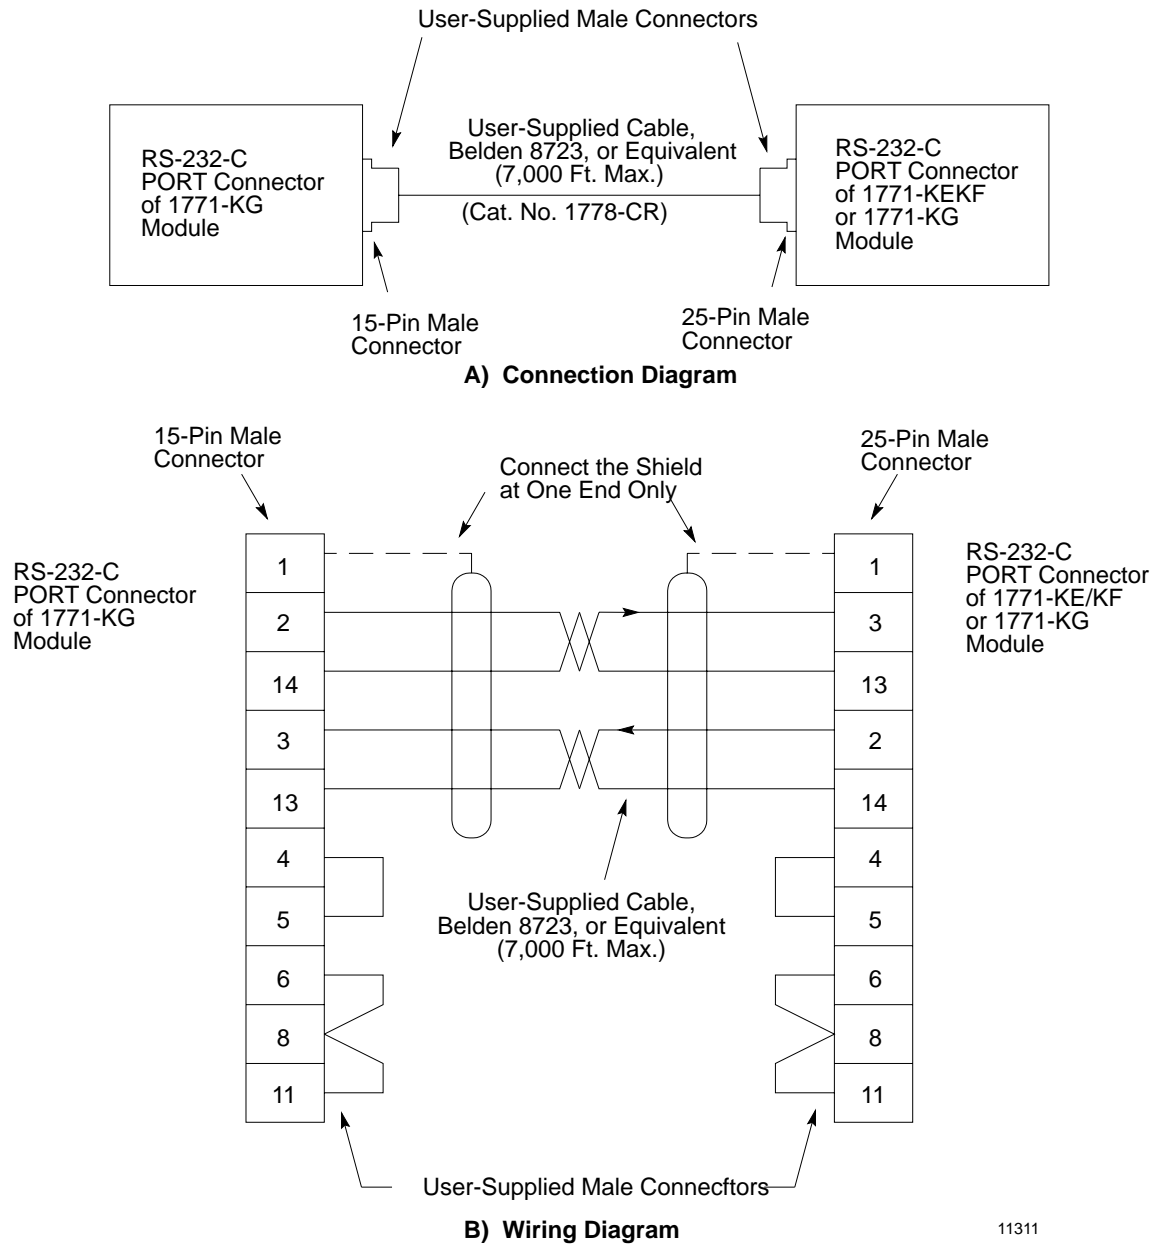 User-Supplied Male Connectors
RS-232-C
PORT Connector
of 1771-KG
Module
User-Supplied Cable,
Belden 8723, or Equivalent
(7,000 Ft. Max.)
(Cat. No. 1778-CR)
RS-232-C
PORT Connector
of 1771-KEKF
or 1771-KG
Module
15-Pin Male
Connector
25-Pin Male
Connector
A) Connection Diagram
15-Pin Male
Connector
Connect the Shield
at One End Only
25-Pin Male
Connector
RS-232-C
PORT Connector
of 1771-KG
Module
1
2
14
3
13
4
5
6
8
11
1
3
13
2
14
4
5
6
8
11
RS-232-C
PORT Connector
of 1771-KE/KF
or 1771-KG
Module
User-Supplied Cable,
Belden 8723, or Equivalent
(7,000 Ft. Max.)
User-Supplied Male Connecftors
B) Wiring Diagram
11311